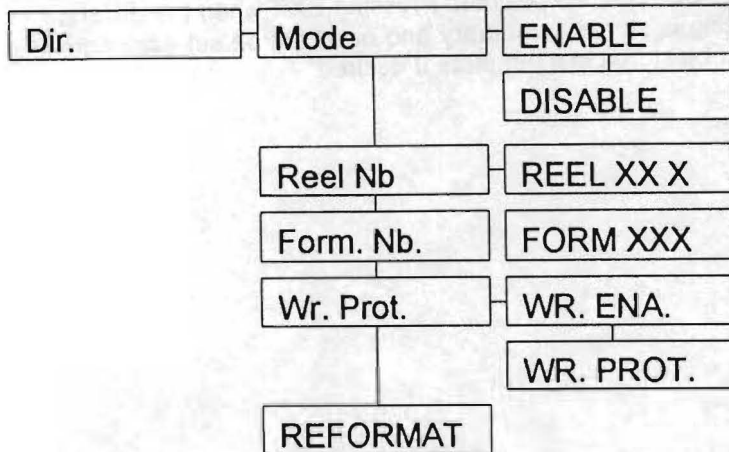 Dir. Mode ENABLE
DISABLE
Reel Nb REEL XX X
Form. Nb. FORM XXX
Wr. Prot. WR. ENA.
WR. PROT.
REFORMAT